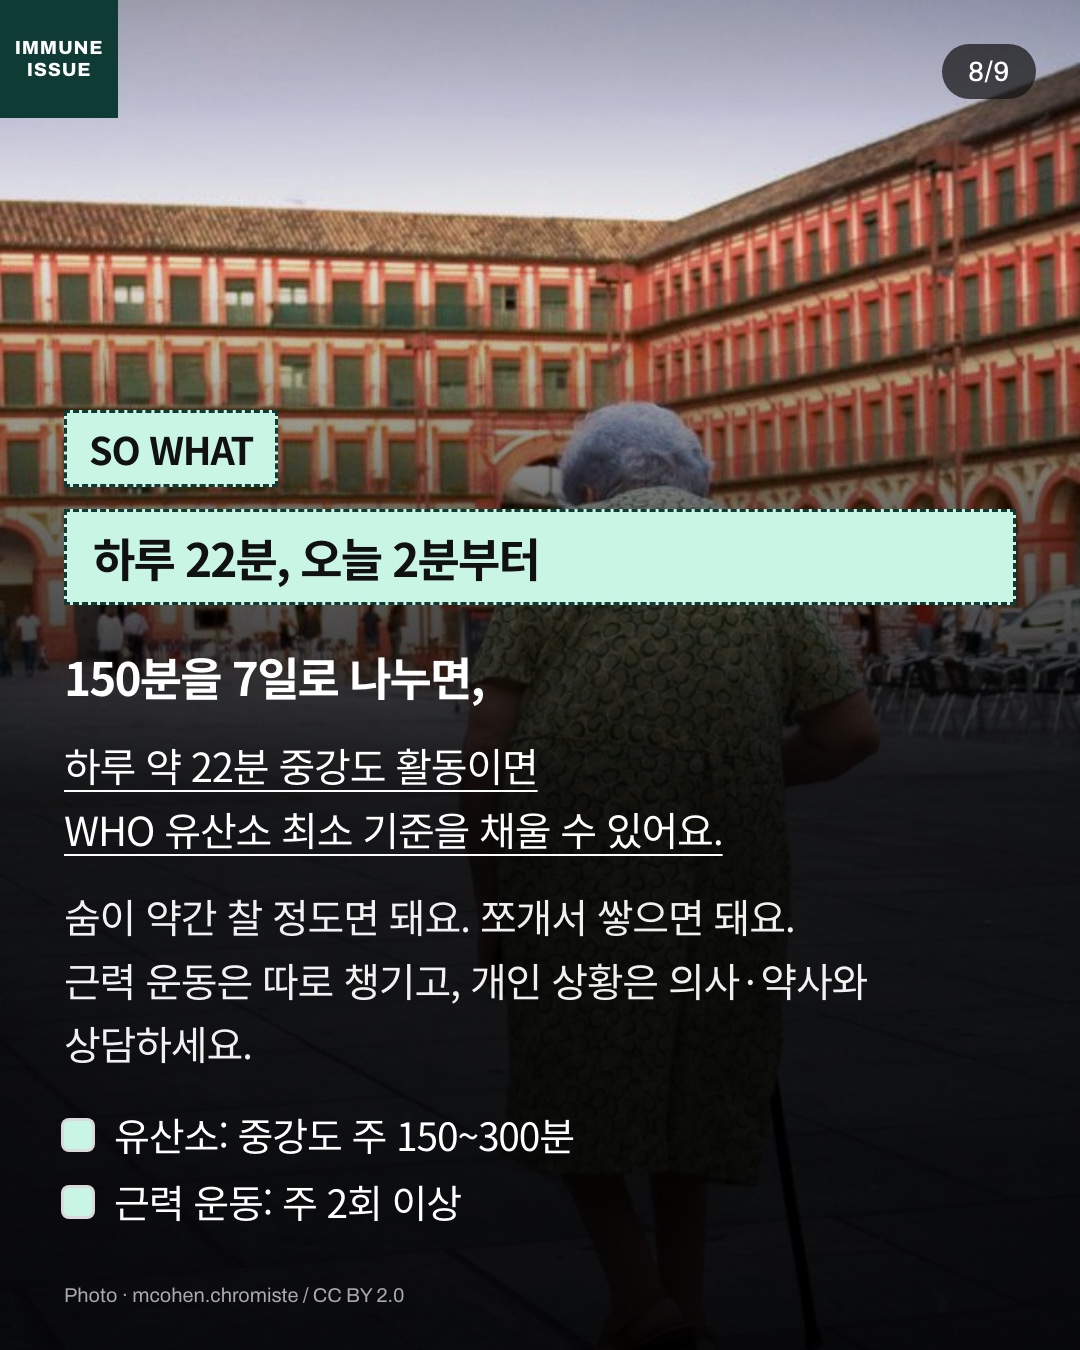 IMMUNE
ISSUE
8/9
SO WHAT
하루 22분, 오늘 2분부터
150분을 7일로 나누면,
하루 약 22분 중강도 활동이면
WHO 유산소 최소 기준을 채울 수 있어요.
숨이 약간 찰 정도면 돼요. 쪼개서 쌓으면 돼요.
근력 운동은 따로 챙기고, 개인 상황은 의사·약사와
상담하세요.
유산소: 중강도 주 150~300분
근력 운동: 주 2회 이상
Photo · mcohen.chromiste / CC BY 2.0